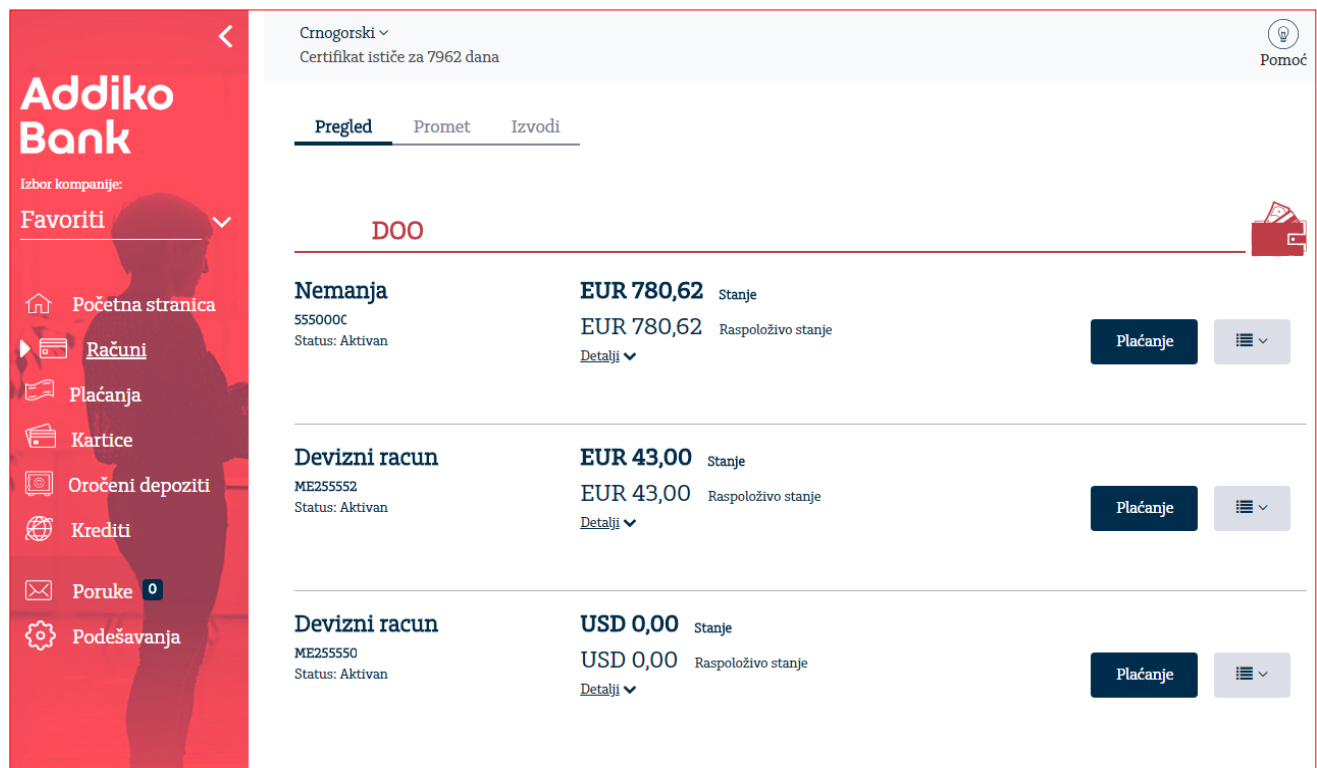 Addiko
Bank
Izbor kompanije:
Favoriti
Početna stranica
Računi
Plaćanja
Kartice
Oročeni depoziti
Krediti
Poruke 0
Podešavanja
Crnogorski
Certifikat ističe za 7962 dana
Pomoć
Pregled Promet Izvodi
DOO
Nemanja
555000C
Status: Aktivan
EUR 780,62 Stanje
EUR 780,62 Raspoloživo stanje
Detalji
Plaćanje
Devizni racun
ME255552
Status: Aktivan
EUR 43,00 Stanje
EUR 43,00 Raspoloživo stanje
Detalji
Plaćanje
Devizni racun
ME255550
Status: Aktivan
USD 0,00 Stanje
USD 0,00 Raspoloživo stanje
Detalji
Plaćanje